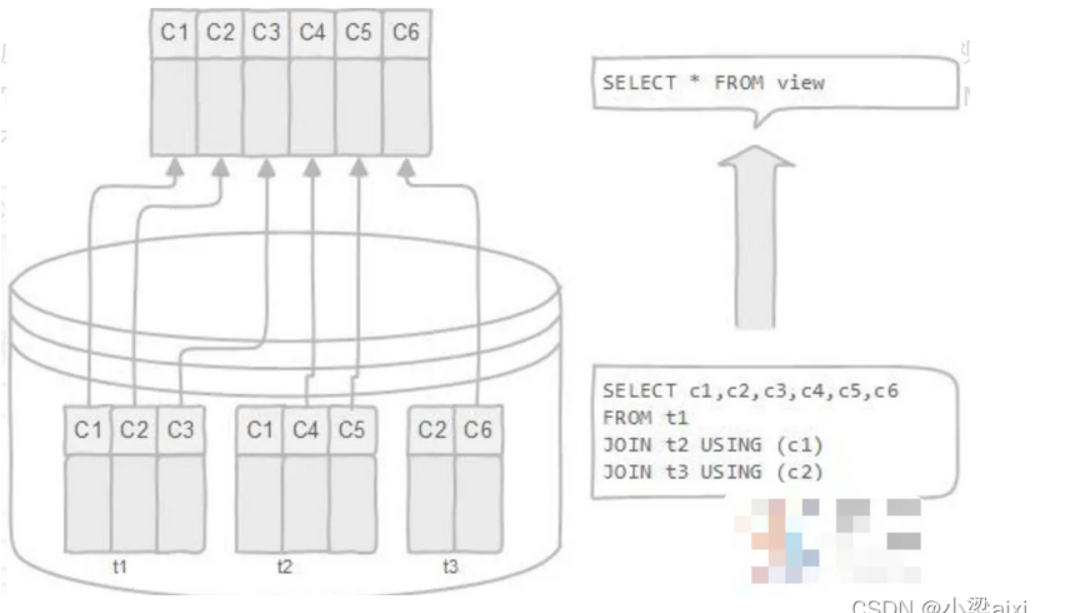 C1 C2 C3 C4 C5 C6
SELECT * FROM view
C1 C2 C3
C1 C4 C5
C2 C6
t1
t2
t3
SELECT c1,c2,c3,c4,c5,c6
FROM t1
JOIN t2 USING (c1)
JOIN t3 USING (c2)
CSDN @小梁aixi